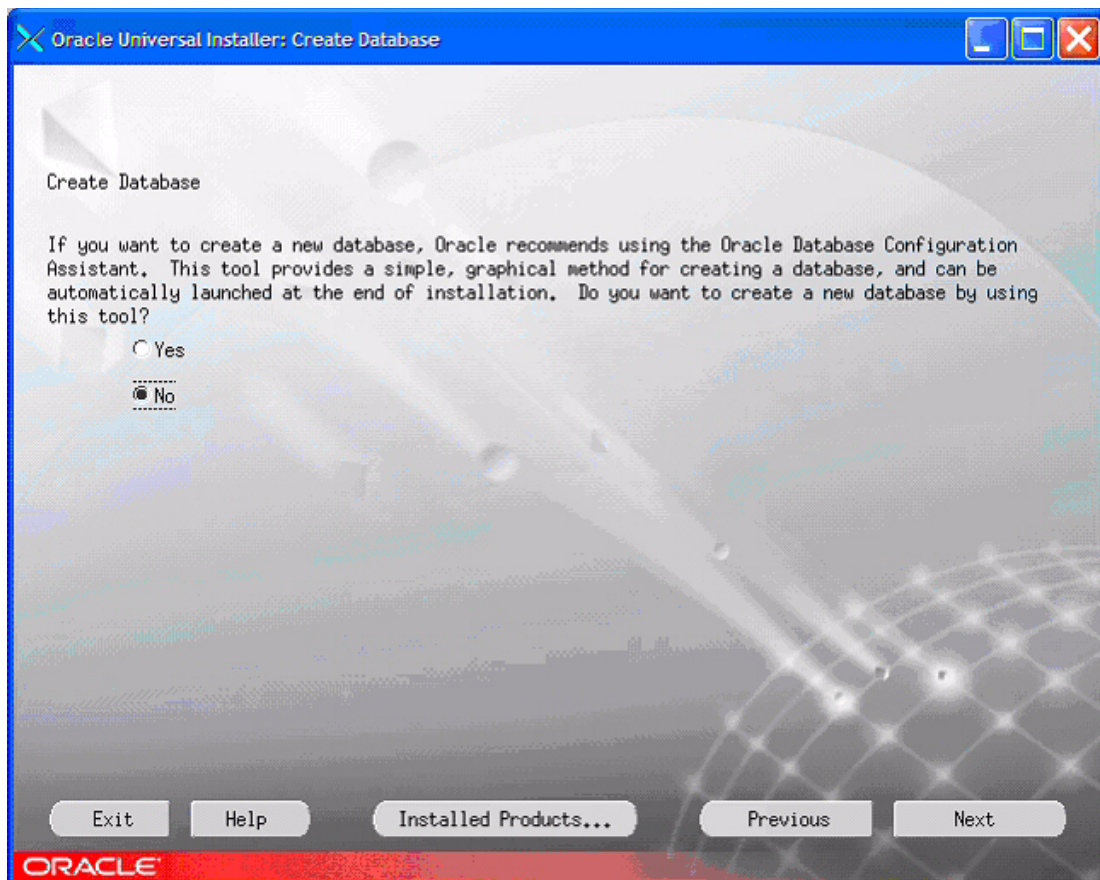 Oracle Universal Installer: Create Database
Create Database
If you want to create a new database, Oracle recommends using the Oracle Database Configuration
Assistant. This tool provides a simple, graphical method for creating a database, and can be
automatically launched at the end of installation. Do you want to create a new database by using
this tool?
Yes
No
Exit Help Installed Products... Previous Next
ORACLE